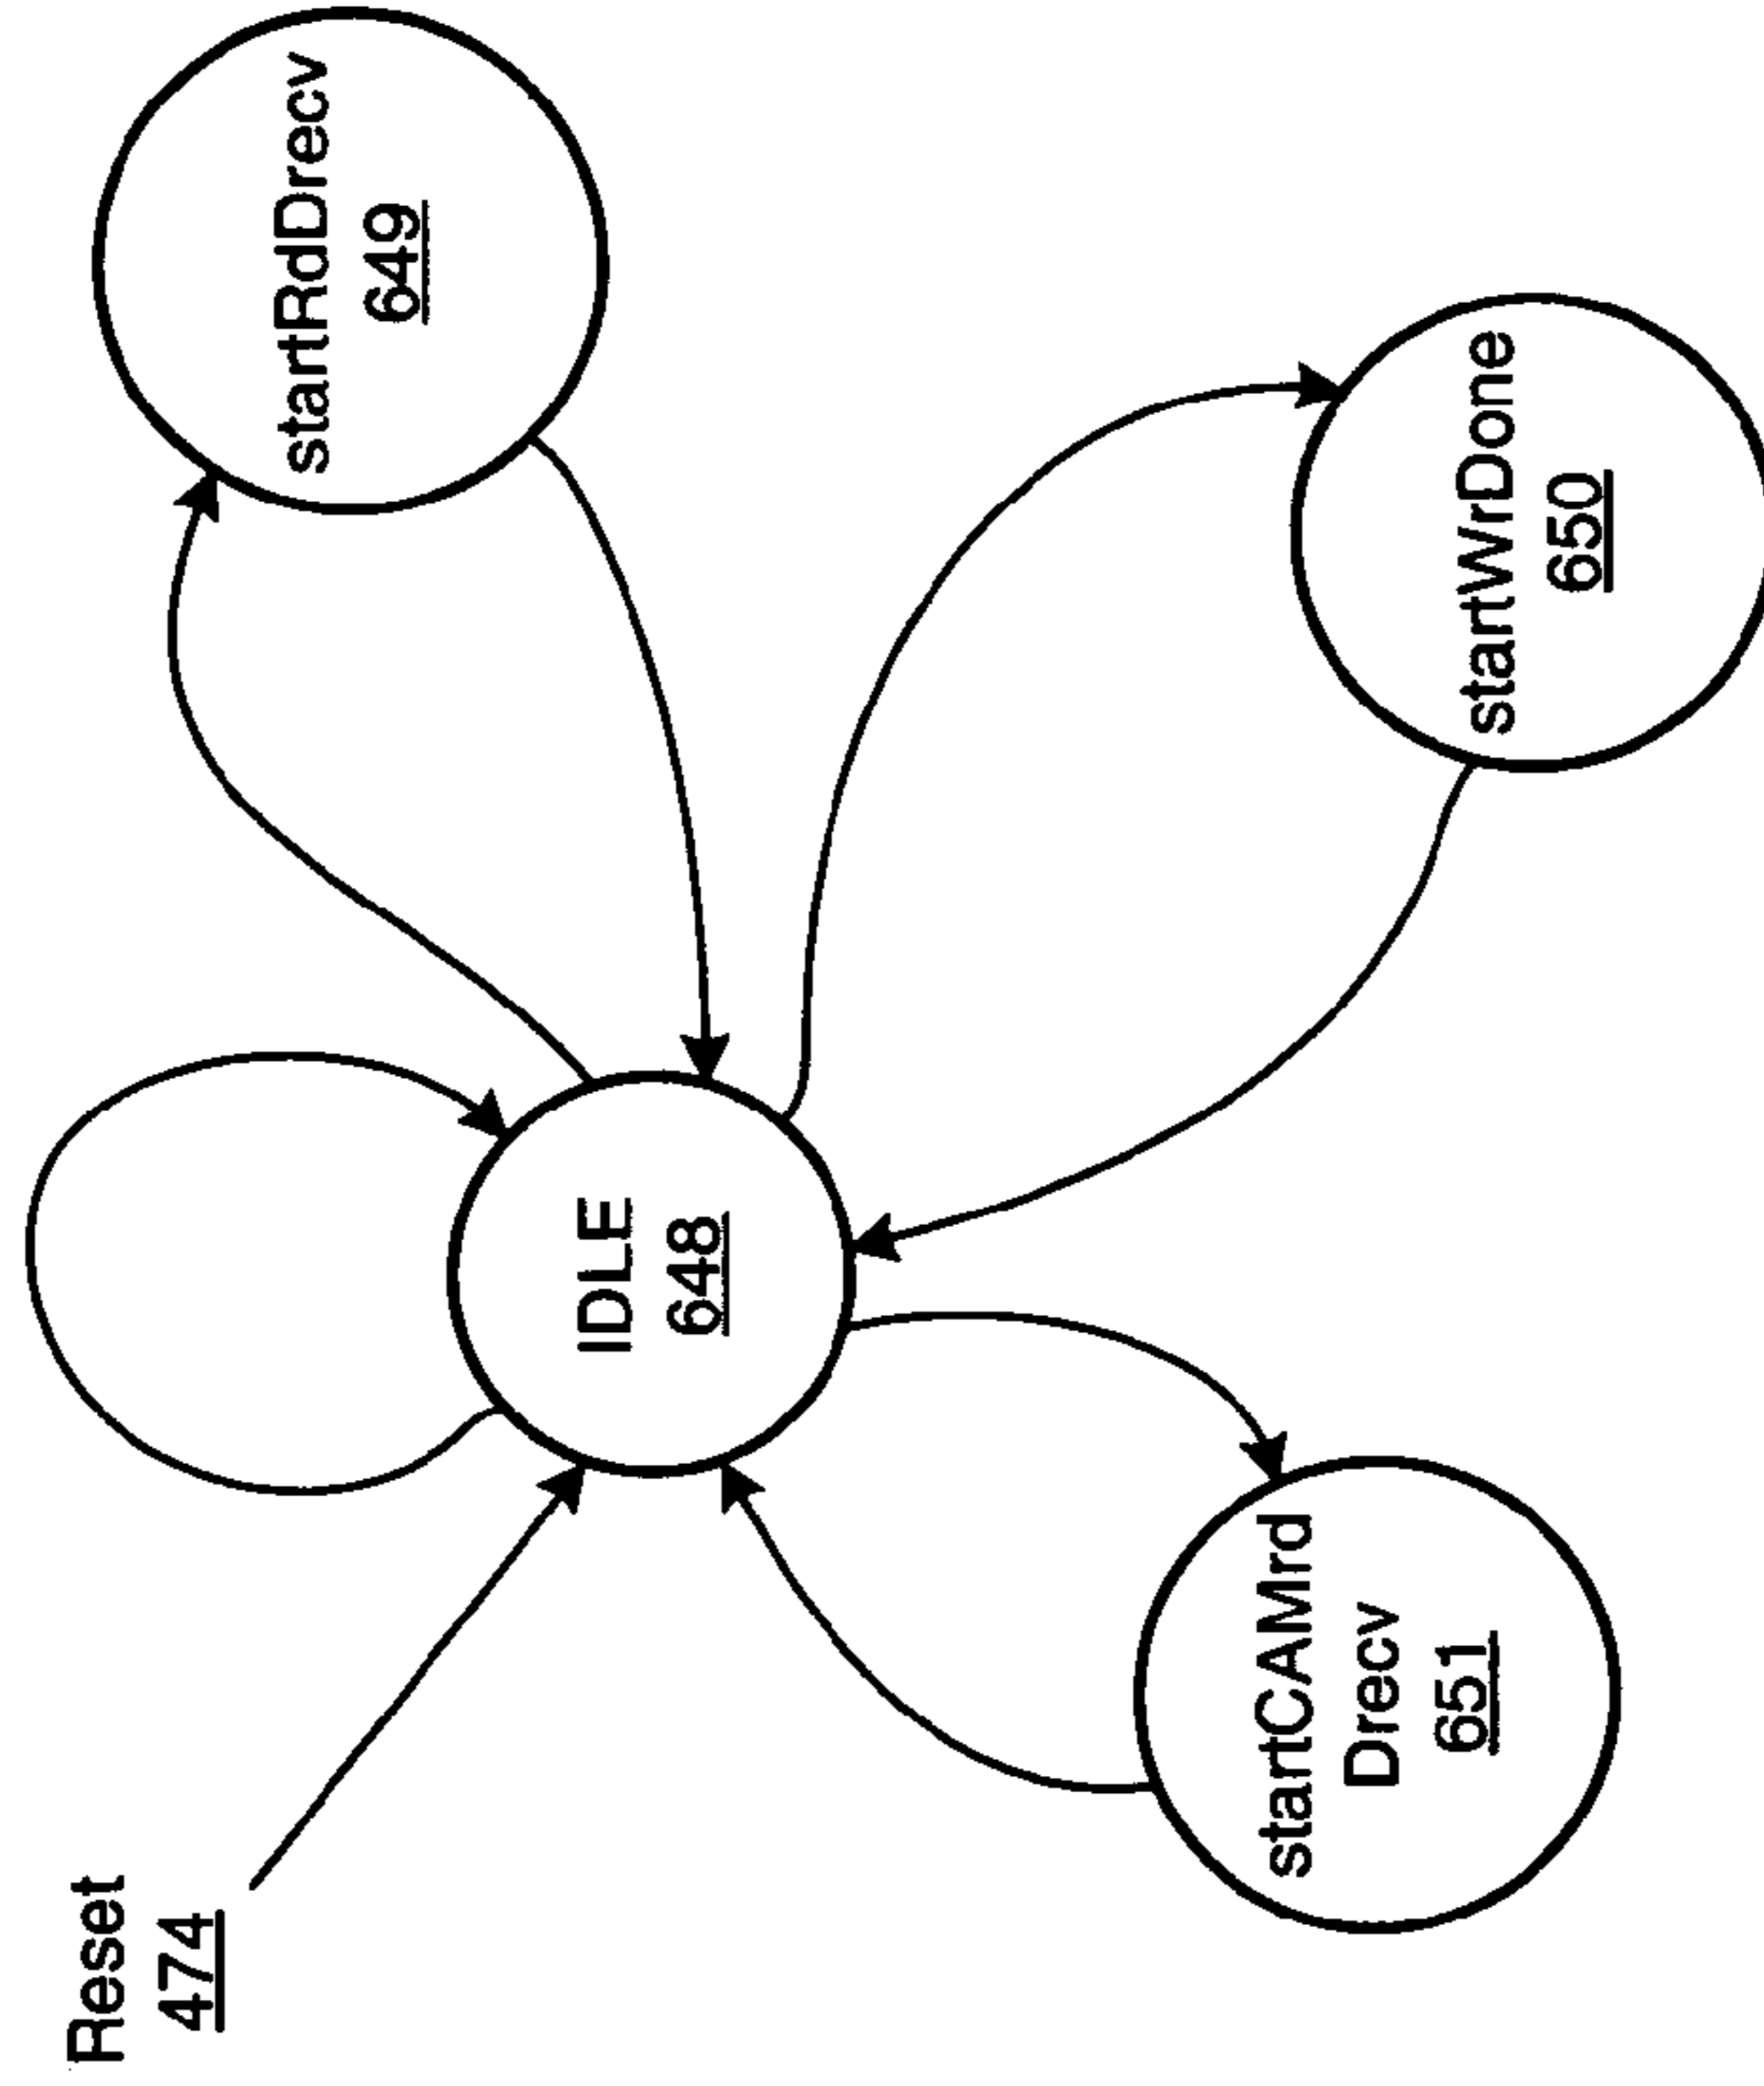 Reset
474
IDLE
648
startRdDrecv
649
startCAMrd
Drecv
651
startWrDone
650